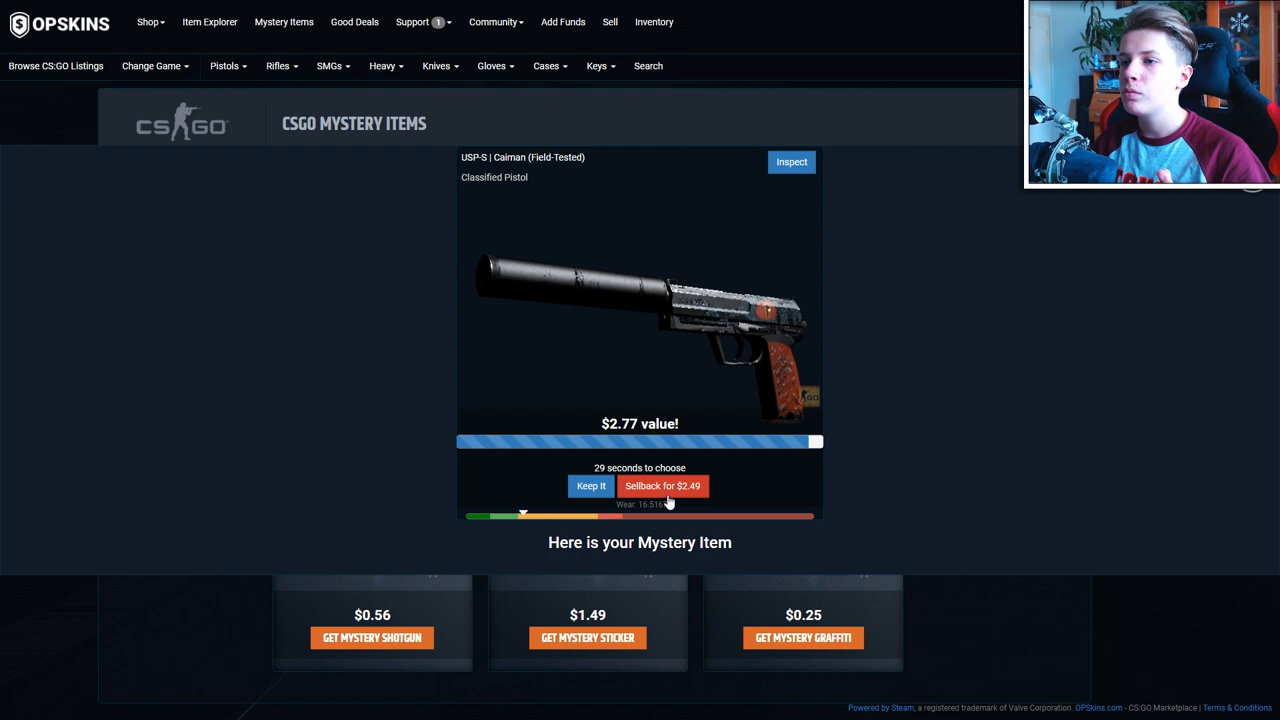 OPSKINS
Shop Item Explorer Mystery Items Good Deals Support 1 Community Add Funds Sell Inventory
Browse CS:GO Listings Change Game Pistols Rifles SMGs Heavy Knives Gloves Cases Keys Search
CS GO CSGO MYSTERY ITEMS
USP-S | Caiman (Field-Tested)
Inspect
Classified Pistol
$2.77 value!
29 seconds to choose
Keep It Sellback for $2.49
Wear: 16.516
Here is your Mystery Item
$0.56 $1.49 $0.25
GET MYSTERY SHOTGUN GET MYSTERY STICKER GET MYSTERY GRAFFITI
Powered by Steam, a registered trademark of Valve Corporation. OPSkins.com - CS:GO Marketplace | Terms & Conditions